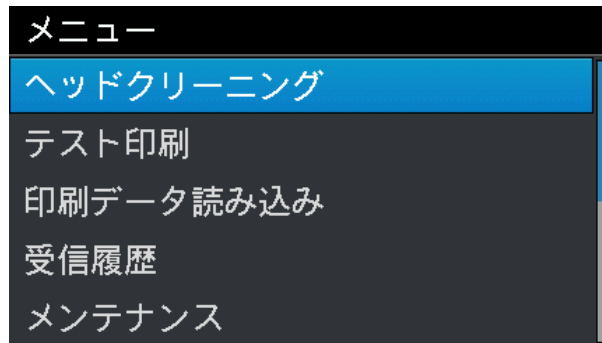 メニュー
ヘッドクリーニング
テスト印刷
印刷データ読み込み
受信履歴
メンテナンス